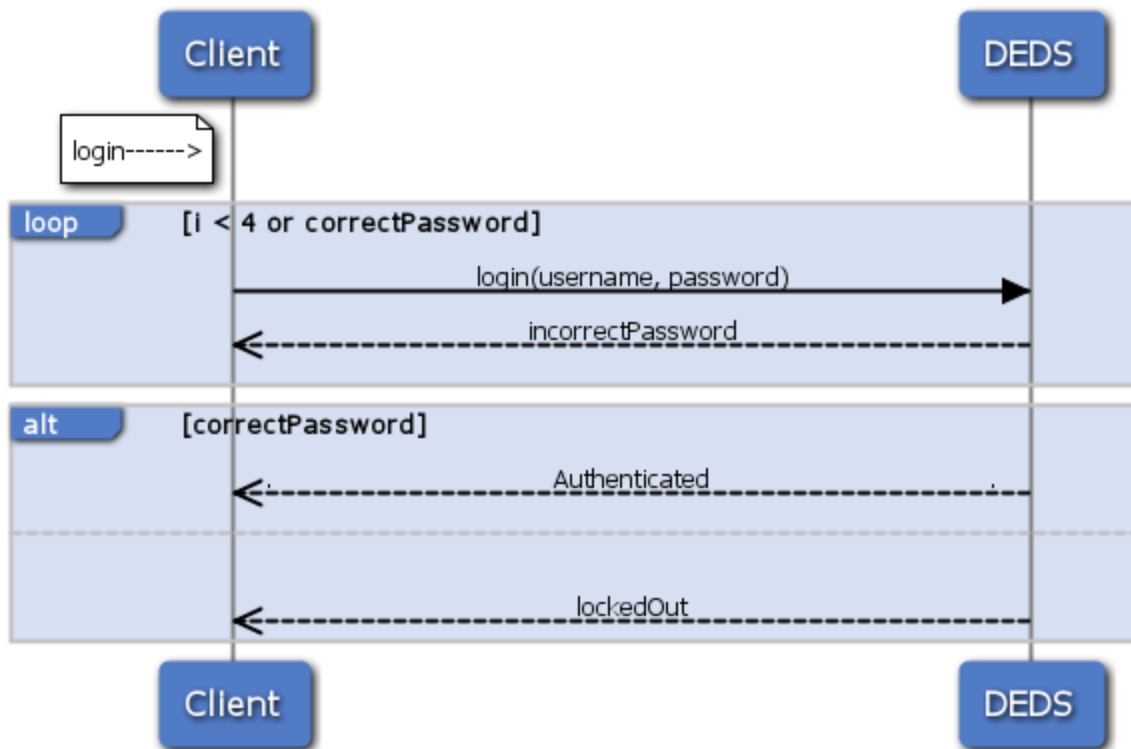 Client DEDS
login------>
loop [i < 4 or correctPassword]
login(username, password)
incorrectPassword
alt [correctPassword]
Authenticated
lockedOut
Client DEDS